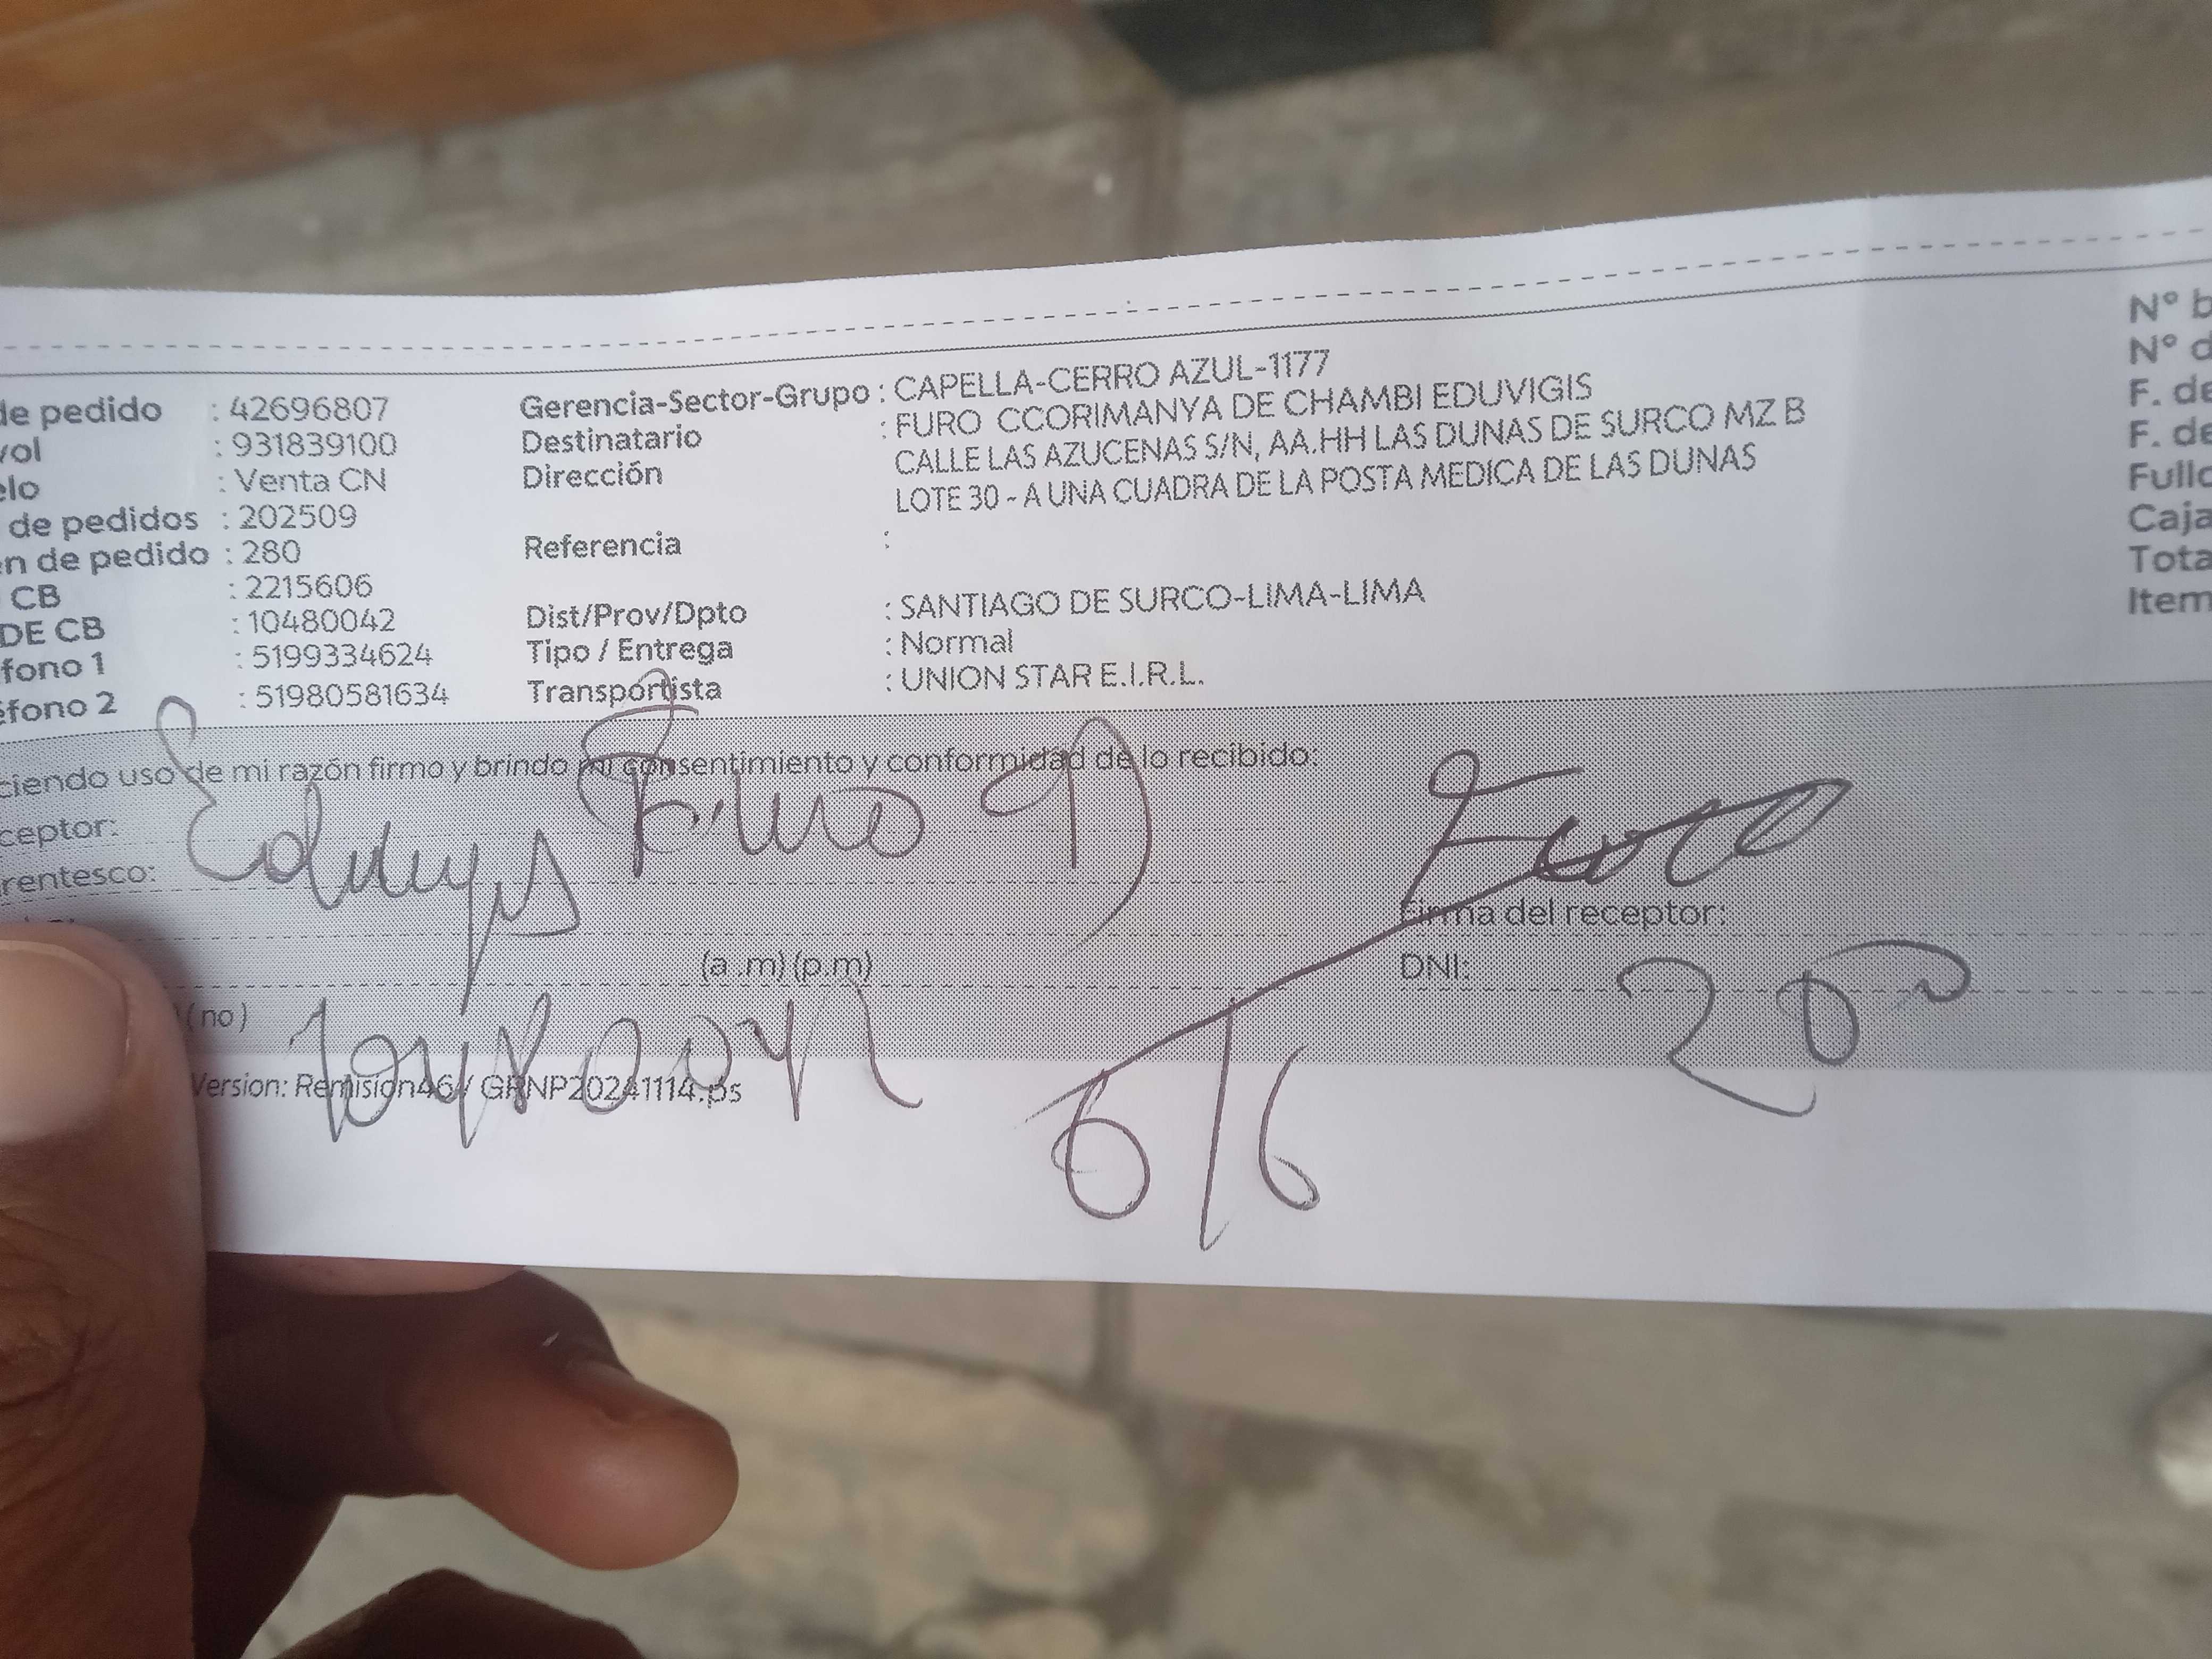 de pedido : 42696807
vol : 931839100
elo : Venta CN
de pedidos : 202509
en de pedido : 280
CB : 2215606
DE CB : 10480042
fono 1 : 5199334624
éfono 2 : 51980581634
Gerencia-Sector-Grupo : CAPELLA-CERRO AZUL-1177
Destinatario : FURO CCORIMANYA DE CHAMBI EDUVIGIS
Dirección CALLE LAS AZUCENAS S/N, AA.HH LAS DUNAS DE SURCO MZ B
LOTE 30 - A UNA CUADRA DE LA POSTA MEDICA DE LAS DUNAS
Referencia :
Dist/Prov/Dpto : SANTIAGO DE SURCO-LIMA-LIMA
Tipo / Entrega : Normal
Transportista : UNION STAR E.I.R.L.
N° b
N° d
F. de
F. de
Fullc
Caja
Tota
Item
ciendo uso de mi razón firmo y brindo mi consentimiento y conformidad de lo recibido:
ceptor: Furo
rentesco:
Firma del receptor:
(a .m) (p.m)
DNI:
(no) 10480042
Version: Remision46 / GRNP20241114.ps
6/6